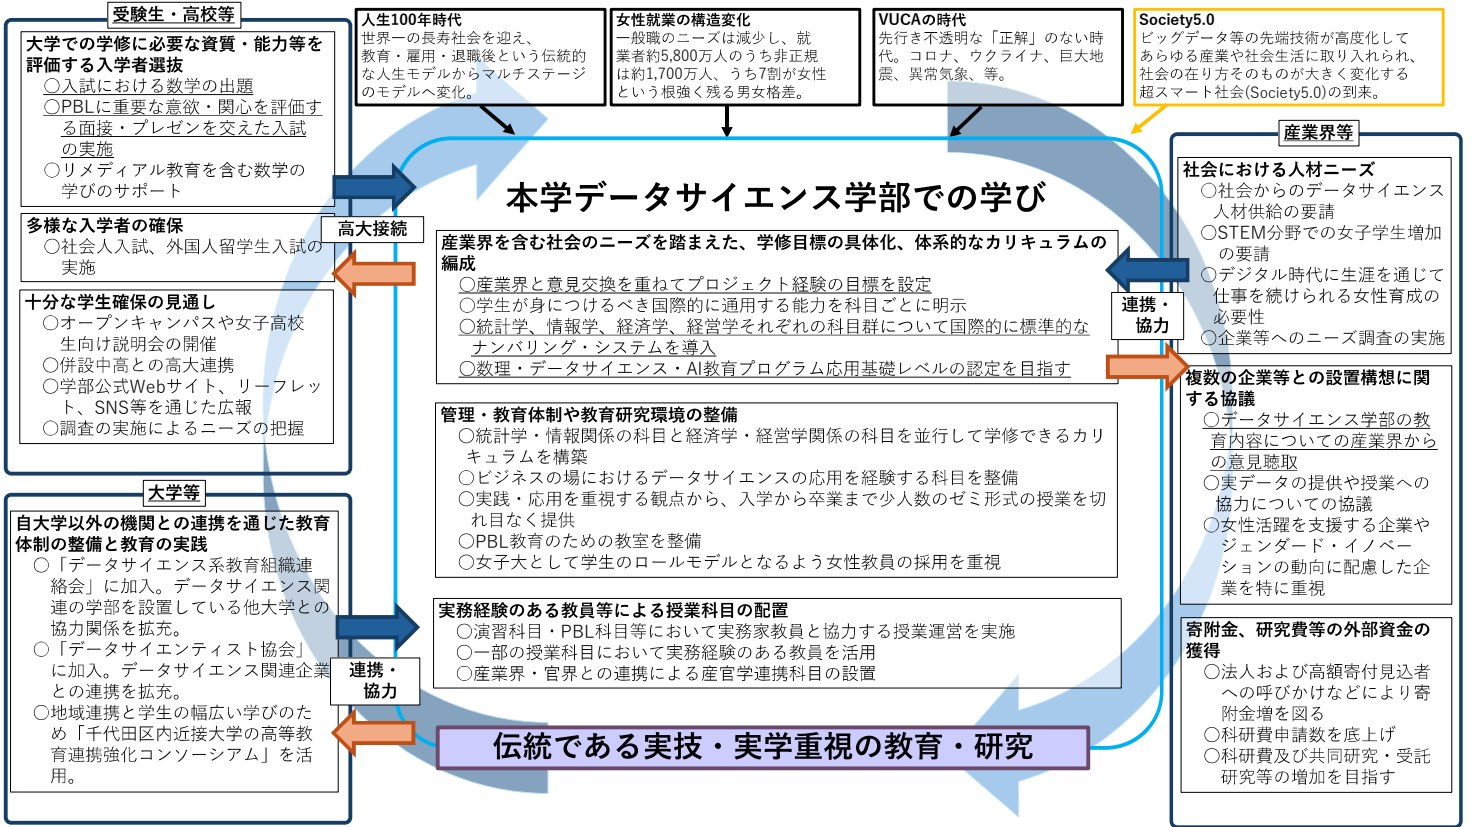 受験生・高校等
大学での学修に必要な資質・能力等を
評価する入学者選抜
○入試における数学の出題
○PBLに重要な意欲・関心を評価す
る面接・プレゼンを交えた入試
の実施
○リメディアル教育を含む数学の
学びのサポート
多様な入学者の確保
○社会人入試、外国人留学生入試の
実施
十分な学生確保の見通し
○オープンキャンパスや女子高校
生向け説明会の開催
○併設中高との高大連携
○学部公式Webサイト、リーフレッ
ト、SNS等を通じた広報
○調査の実施によるニーズの把握
大学等
自大学以外の機関との連携を通じた教育
体制の整備と教育の実践
○「データサイエンス系教育組織連
絡会」に加入。データサイエンス関
連の学部を設置している他大学との
協力関係を拡充。
○「データサイエンティスト協会」
に加入。データサイエンス関連企業
との連携を拡充。
○地域連携と学生の幅広い学びのた
め「千代田区内近接大学の高等教
育連携強化コンソーシアム」を活
用。
人生100年時代
世界一の長寿社会を迎え、
教育・雇用・退職後という伝統的
な人生モデルからマルチステージ
のモデルへ変化。
女性就業の構造変化
一般職のニーズは減少し、就
業者約5,800万人のうち非正規
は約1,700万人、うち7割が女性
という根強く残る男女格差。
VUCAの時代
先行き不透明な「正解」のない時
代。コロナ、ウクライナ、巨大地
震、異常気象、等。
Society5.0
ビッグデータ等の先端技術が高度化して
あらゆる産業や社会生活に取り入れられ、
社会の在り方そのものが大きく変化する
超スマート社会(Society5.0)の到来。
高大接続
連携・
協力
本学データサイエンス学部での学び
産業界を含む社会のニーズを踏まえた、学修目標の具体化、体系的なカリキュラムの
編成
○産業界と意見交換を重ねてプロジェクト経験の目標を設定
○学生が身につけるべき国際的に通用する能力を科目ごとに明示
○統計学、情報学、経済学、経営学それぞれの科目群について国際的に標準的な
ナンバリング・システムを導入
○数理・データサイエンス・AI教育プログラム応用基礎レベルの認定を目指す
管理・教育体制や教育研究環境の整備
○統計学・情報関係の科目と経済学・経営学関係の科目を並行して学修できるカリ
キュラムを構築
○ビジネスの場におけるデータサイエンスの応用を経験する科目を整備
○実践・応用を重視する観点から、入学から卒業まで少人数のゼミ形式の授業を切
れ目なく提供
○PBL教育のための教室を整備
○女子大として学生のロールモデルとなるよう女性教員の採用を重視
実務経験のある教員等による授業科目の配置
○演習科目・PBL科目等において実務家教員と協力する授業運営を実施
○一部の授業科目において実務経験のある教員を活用
○産業界・官界との連携による産官学連携科目の設置
伝統である実技・実学重視の教育・研究
連携・
協力
産業界等
社会における人材ニーズ
○社会からのデータサイエンス
人材供給の要請
○STEM分野での女子学生増加
の要請
○デジタル時代に生涯を通じて
仕事を続けられる女性育成の
必要性
○企業等へのニーズ調査の実施
複数の企業等との設置構想に関
する協議
○データサイエンス学部の教
育内容についての産業界から
の意見聴取
○実データの提供や授業への
協力についての協議
○女性活躍を支援する企業や
ジェンダード・イノベー
ションの動向に配慮した企
業を特に重視
寄附金、研究費等の外部資金の
獲得
○法人および高額寄付見込者
への呼びかけなどにより寄
附金増を図る
○科研費申請数を底上げ
○科研費及び共同研究・受託
研究等の増加を目指す